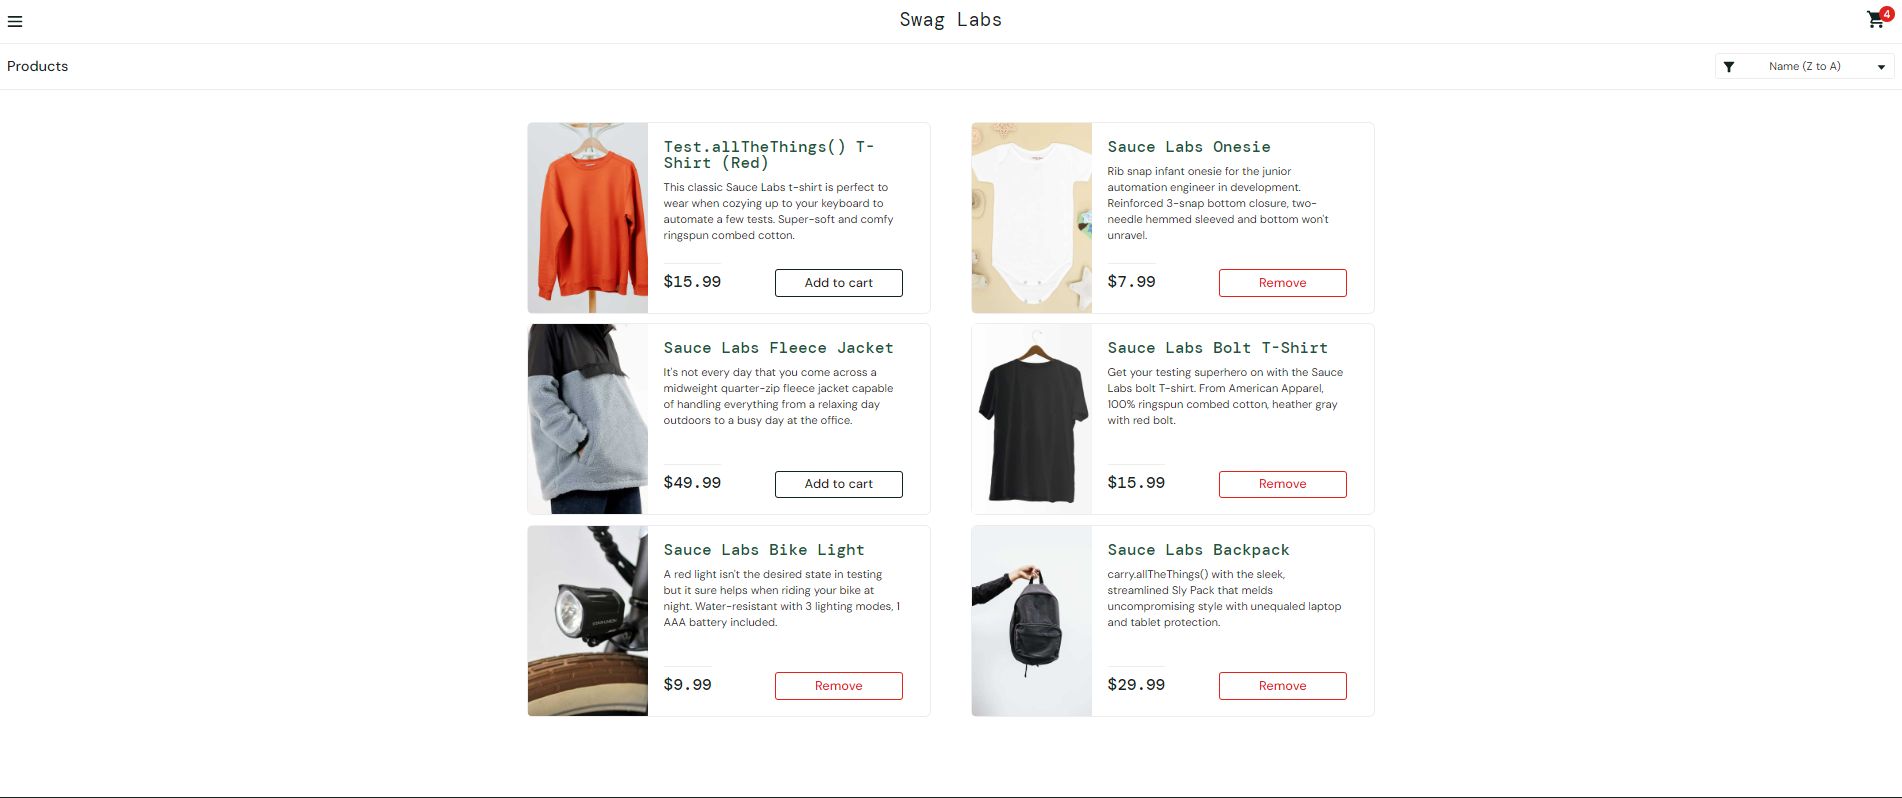 Swag Labs
4
Products
Name (Z to A)
Test.allTheThings() T-
Shirt (Red)
This classic Sauce Labs t-shirt is perfect to
wear when cozying up to your keyboard to
automate a few tests. Super-soft and comfy
ringspun combed cotton.
$15.99
Add to cart
Sauce Labs Onesie
Rib snap infant onesie for the junior
automation engineer in development.
Reinforced 3-snap bottom closure, two-
needle hemmed sleeved and bottom won't
unravel.
$7.99
Remove
Sauce Labs Fleece Jacket
It's not every day that you come across a
midweight quarter-zip fleece jacket capable
of handling everything from a relaxing day
outdoors to a busy day at the office.
$49.99
Add to cart
Sauce Labs Bolt T-Shirt
Get your testing superhero on with the Sauce
Labs bolt T-shirt. From American Apparel,
100% ringspun combed cotton, heather gray
with red bolt.
$15.99
Remove
Sauce Labs Bike Light
A red light isn't the desired state in testing
but it sure helps when riding your bike at
night. Water-resistant with 3 lighting modes, 1
AAA battery included.
$9.99
Remove
Sauce Labs Backpack
carry.allTheThings() with the sleek,
streamlined Sly Pack that melds
uncompromising style with unequaled laptop
and tablet protection.
$29.99
Remove